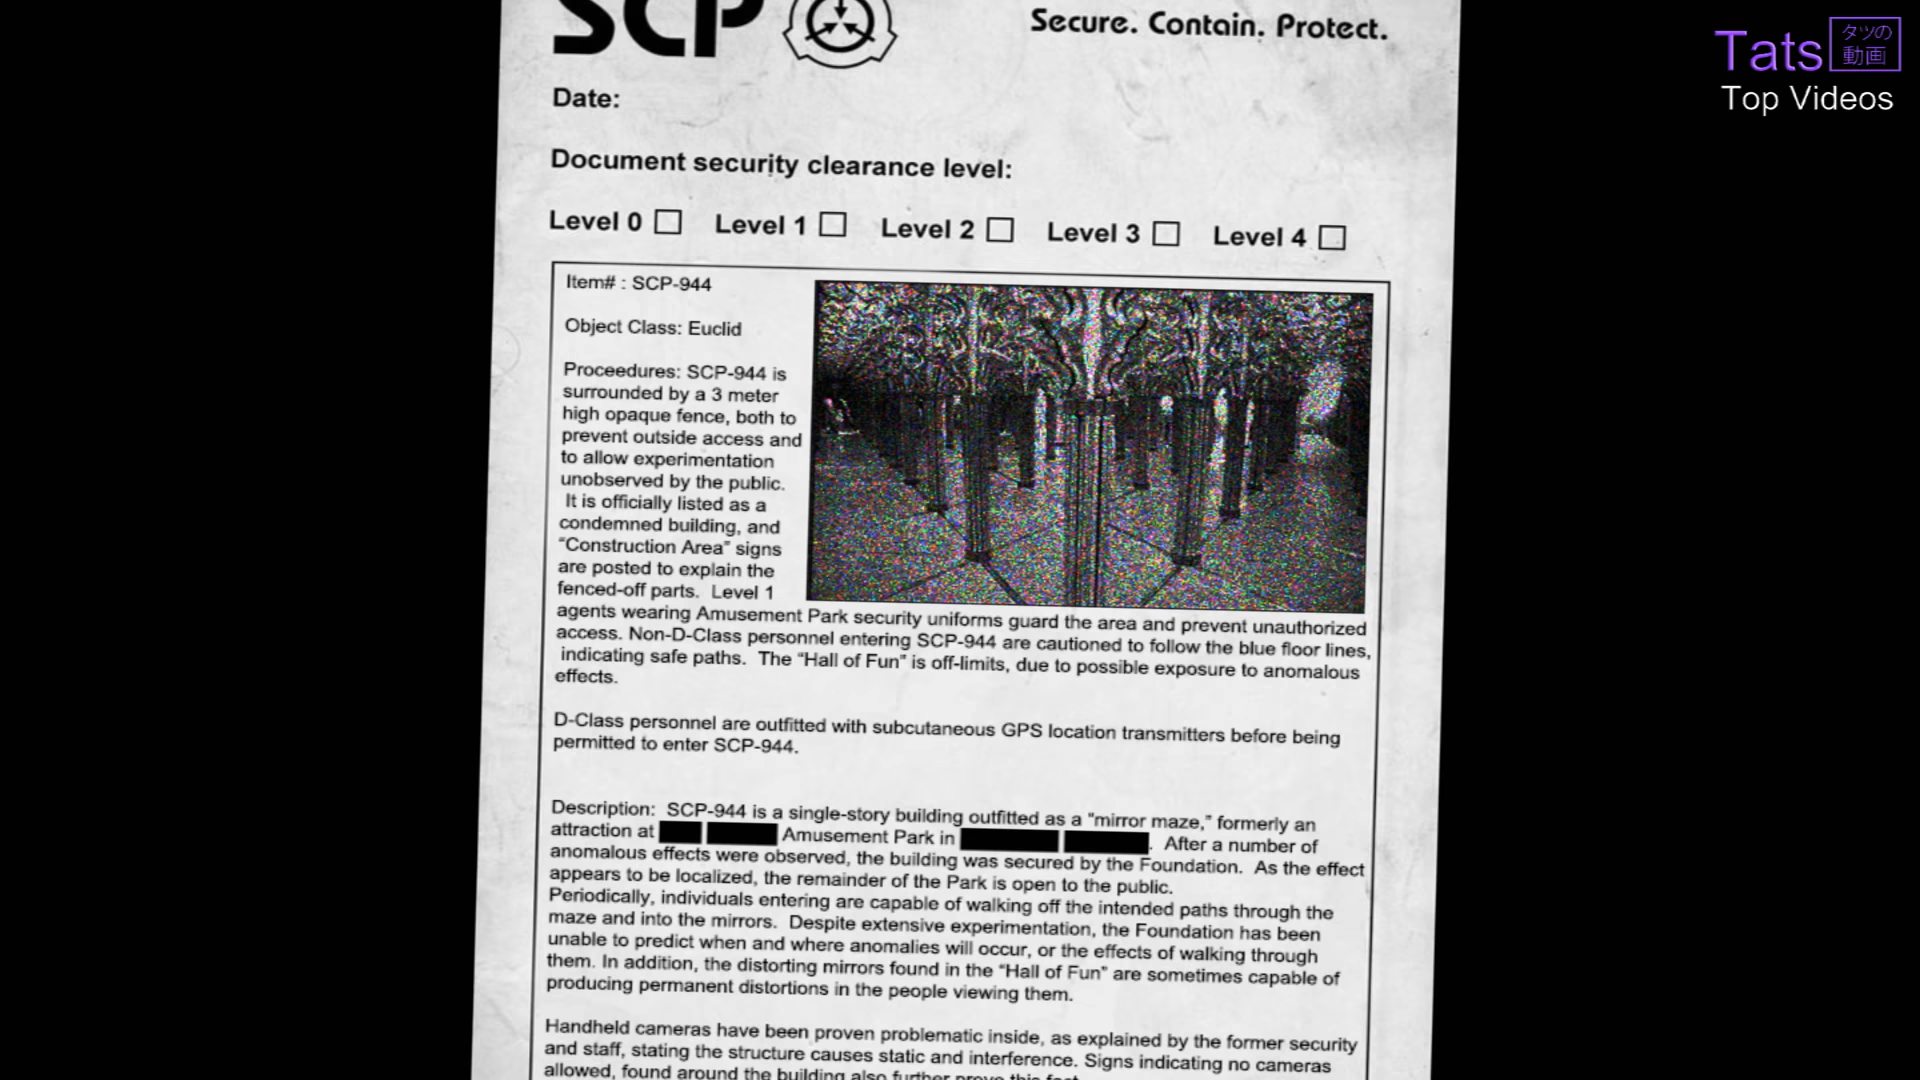 SCP
Secure. Contain. Protect.
Tats タツの
動画
Top Videos
Date:
Document security clearance level:
Level 0 Level 1 Level 2 Level 3 Level 4
Item# : SCP-944
Object Class: Euclid
Proceedures: SCP-944 is
surrounded by a 3 meter
high opaque fence, both to
prevent outside access and
to allow experimentation
unobserved by the public.
It is officially listed as a
condemned building, and
“Construction Area” signs
are posted to explain the
fenced-off parts. Level 1
agents wearing Amusement Park security uniforms guard the area and prevent unauthorized
access. Non-D-Class personnel entering SCP-944 are cautioned to follow the blue floor lines,
indicating safe paths. The “Hall of Fun” is off-limits, due to possible exposure to anomalous
effects.
D-Class personnel are outfitted with subcutaneous GPS location transmitters before being
permitted to enter SCP-944.
Description: SCP-944 is a single-story building outfitted as a "mirror maze,” formerly an
attraction at Amusement Park in . After a number of
anomalous effects were observed, the building was secured by the Foundation. As the effect
appears to be localized, the remainder of the Park is open to the public.
Periodically, individuals entering are capable of walking off the intended paths through the
maze and into the mirrors. Despite extensive experimentation, the Foundation has been
unable to predict when and where anomalies will occur, or the effects of walking through
them. In addition, the distorting mirrors found in the “Hall of Fun” are sometimes capable of
producing permanent distortions in the people viewing them.
Handheld cameras have been proven problematic inside, as explained by the former security
and staff, stating the structure causes static and interference. Signs indicating no cameras
allowed, found around the building also further prove this fact.